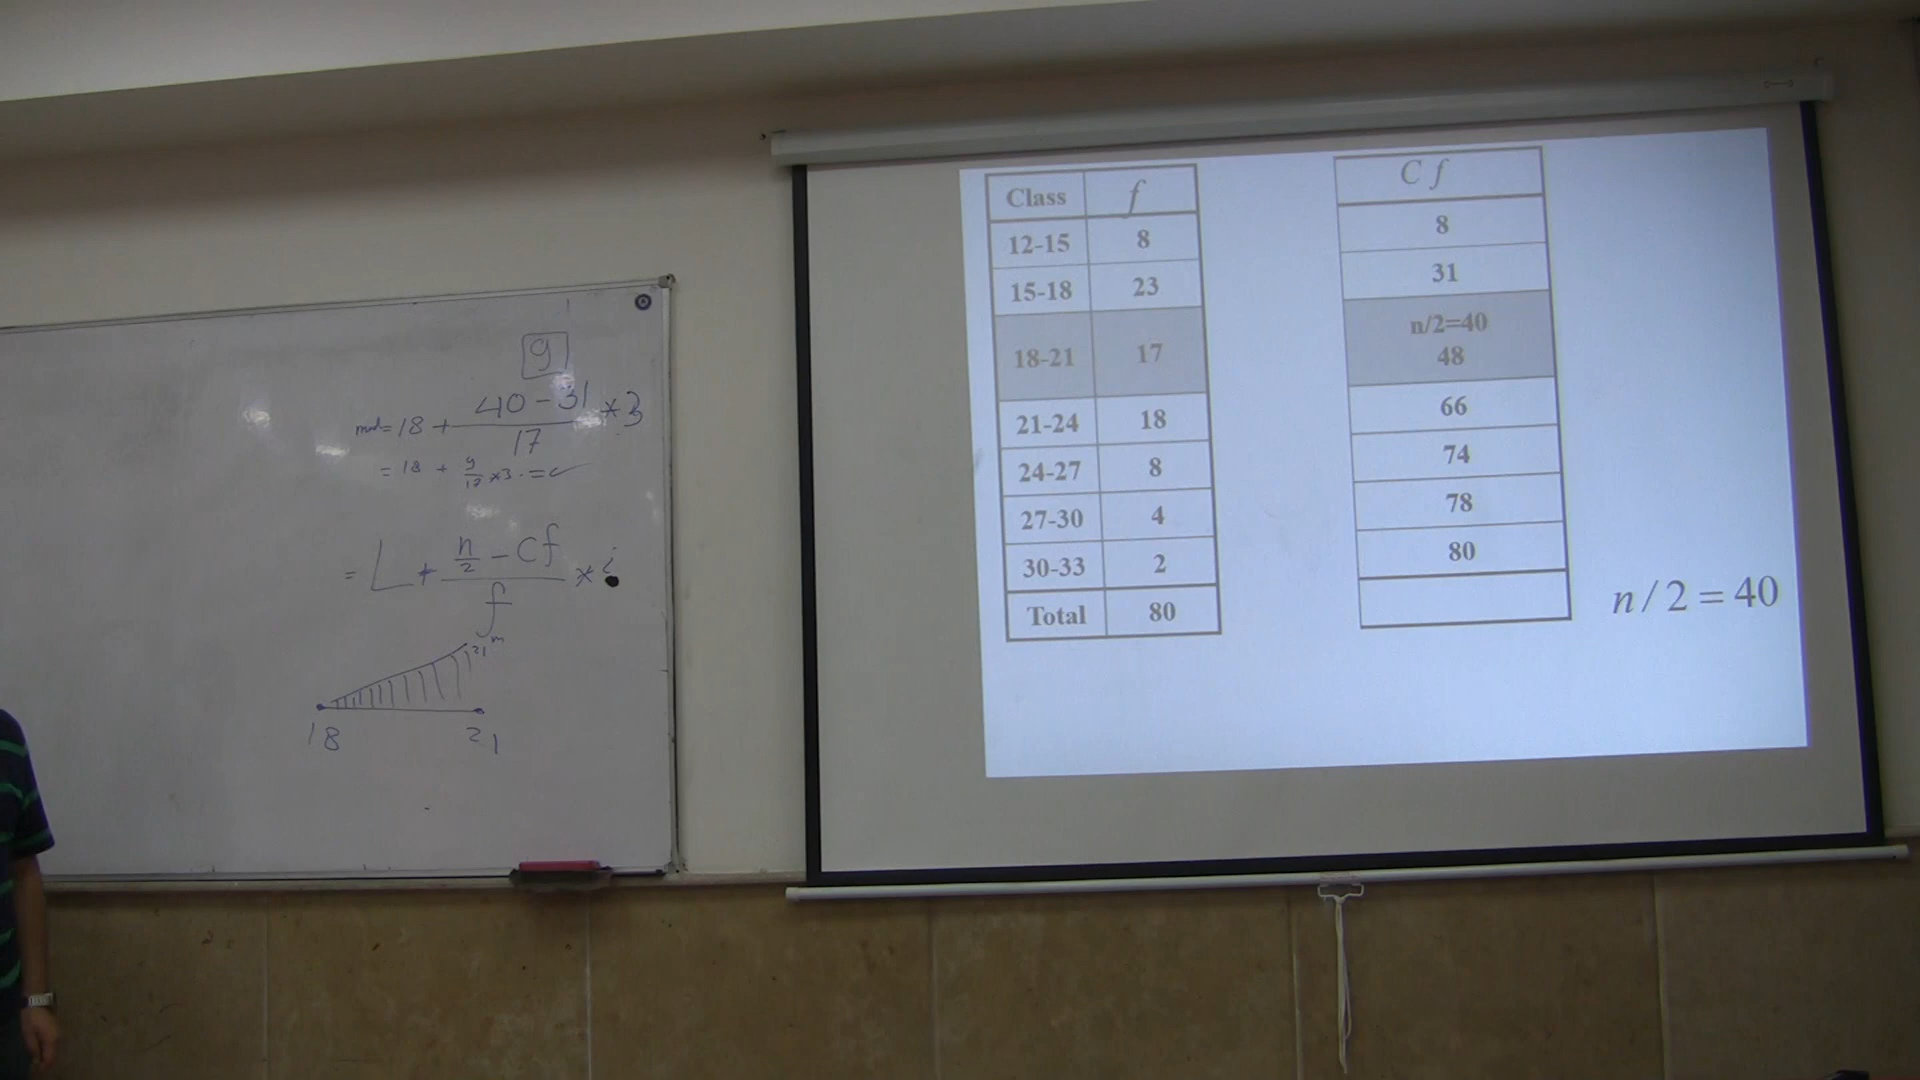 9
med = 18 + 40 - 31 / 17 * 3
= 18 + 9/17 * 3 =
= L + n/2 - Cf / f m * i
21
18 21
Class f
12-15 8
15-18 23
18-21 17
21-24 18
24-27 8
27-30 4
30-33 2
Total 80
C f
8
31
n/2=40
48
66
74
78
80
n / 2 = 40